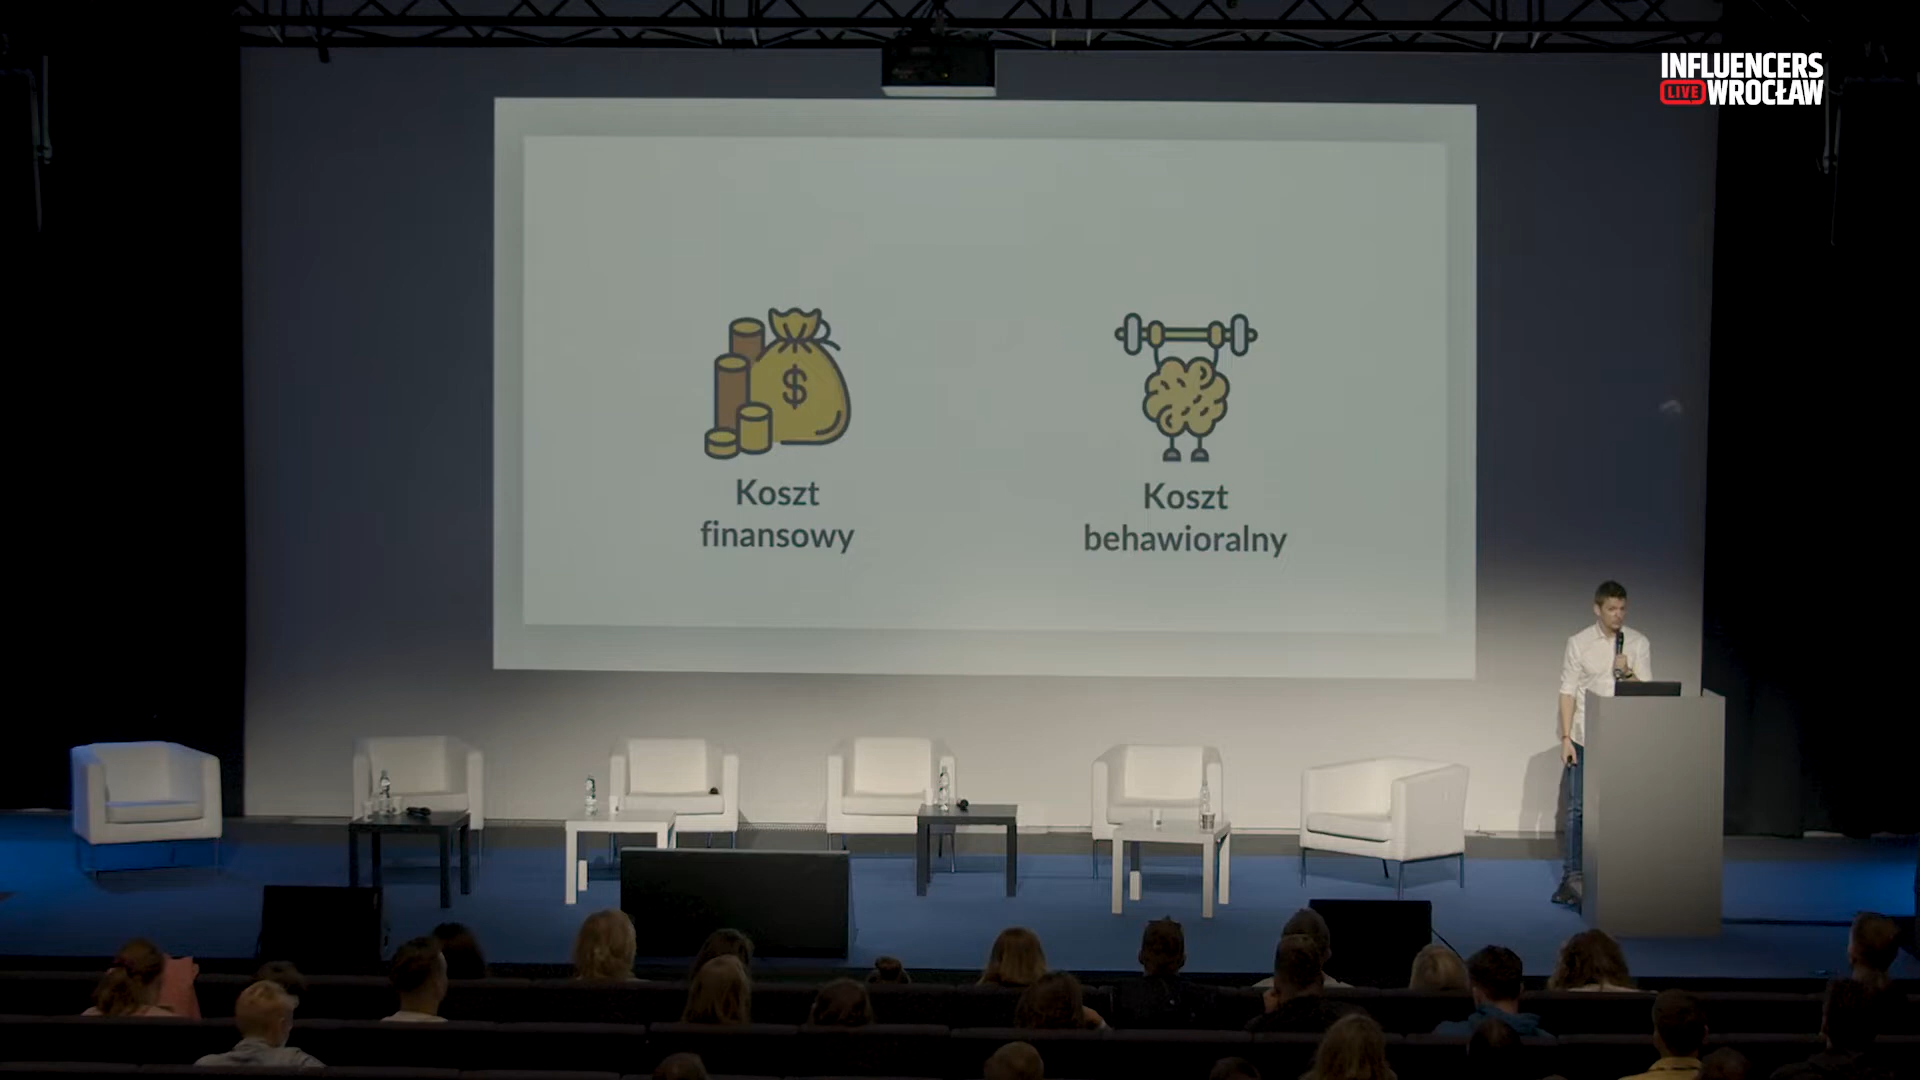 INFLUENCERS
LIVE WROCŁAW
$
Koszt
finansowy
Koszt
behawioralny